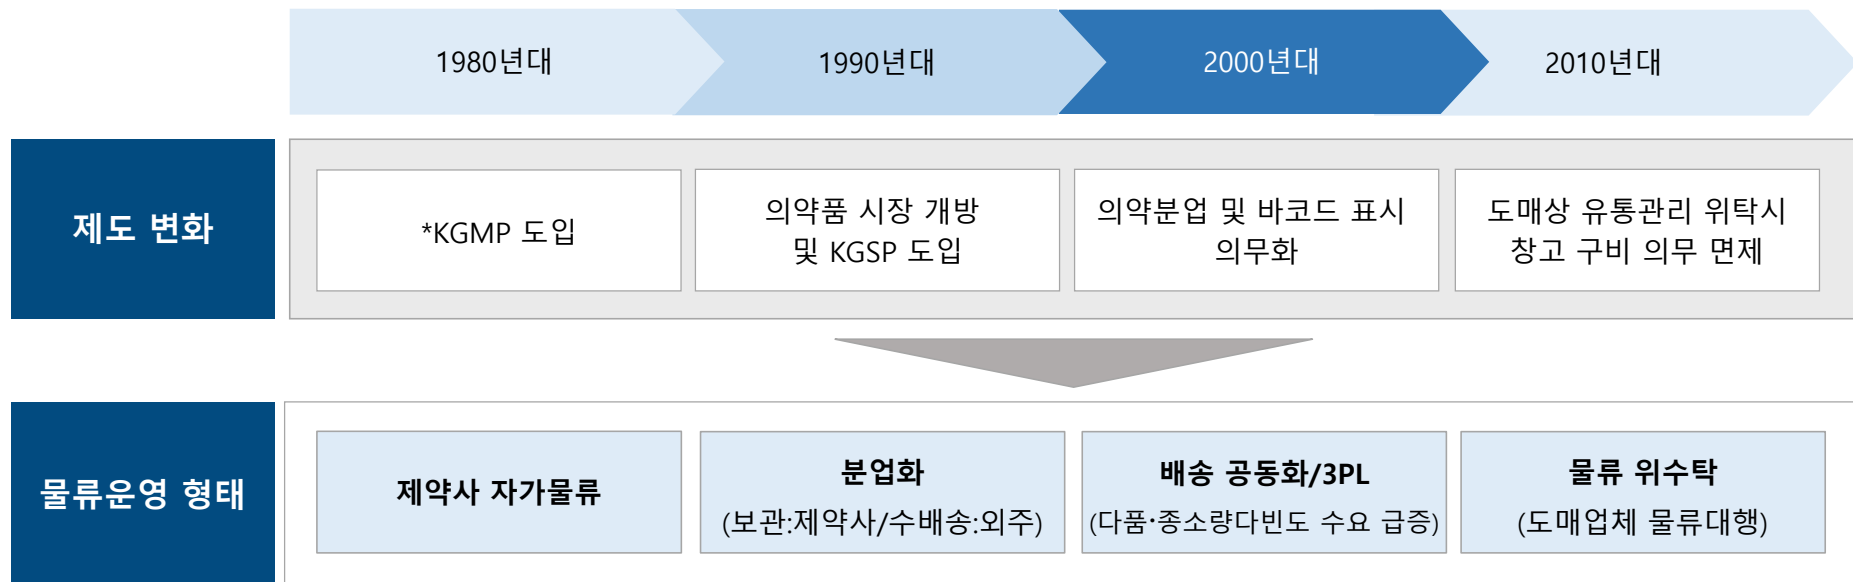 1980년대
1990년대
2000년대
2010년대
제도 변화
*KGMP 도입
의약품 시장 개방
및 KGSP 도입
의약분업 및 바코드 표시
의무화
도매상 유통관리 위탁시
창고 구비 의무 면제
물류운영 형태
제약사 자가물류
분업화
(보관:제약사/수배송:외주)
배송 공동화/3PL
(다품·종소량다빈도 수요 급증)
물류 위수탁
(도매업체 물류대행)